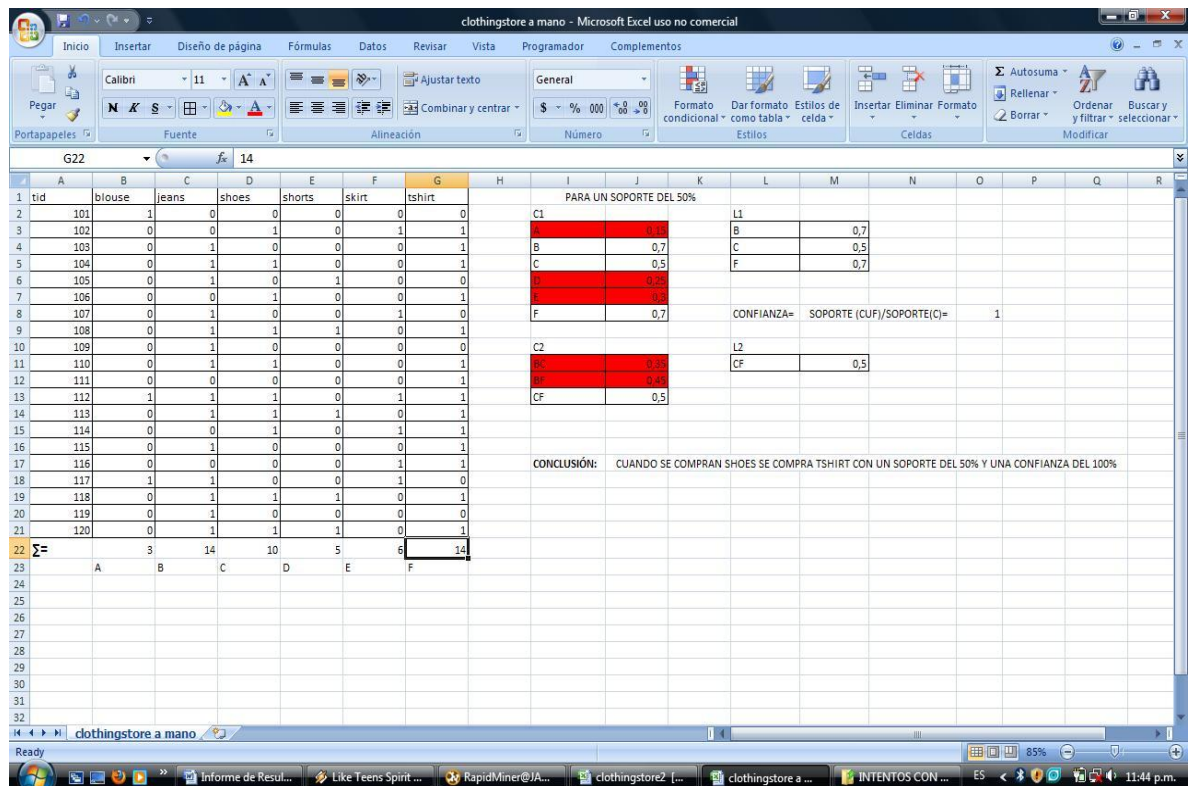 clothingstore a mano - Microsoft Excel uso no comercial
Inicio Insertar Diseño de página Fórmulas Datos Revisar Vista Programador Complementos
Calibri 11 A A Ajustar texto General Σ Autosuma
Pegar Rellenar
N K S A Combinar y centrar $ % 000 Formato condicional Dar formato como tabla Estilos de celda Insertar Eliminar Formato Borrar Ordenar y filtrar Buscar y seleccionar
Portapapeles Fuente Alineación Número Estilos Celdas Modificar
G22 fx 14
A B C D E F G H I J K L M N O P Q R
1 tid blouse jeans shoes shorts skirt tshirt PARA UN SOPORTE DEL 50%
2 101 1 0 0 0 0 0 C1 L1
3 102 0 0 1 0 1 1 A 0,15 B 0,7
4 103 0 1 0 0 0 1 B 0,7 C 0,5
5 104 0 1 1 0 0 1 C 0,5 F 0,7
6 105 0 1 0 1 0 0 D 0,25
7 106 0 0 1 0 0 1 E 0,3
8 107 0 1 0 0 1 0 F 0,7 CONFIANZA= SOPORTE (CUF)/SOPORTE(C)= 1
9 108 0 1 1 1 0 1
10 109 0 1 0 0 0 0 C2 L2
11 110 0 1 1 0 0 1 BC 0,35 CF 0,5
12 111 0 0 0 0 0 1 BF 0,45
13 112 1 1 1 0 1 1 CF 0,5
14 113 0 1 1 1 0 1
15 114 0 0 1 0 1 1
16 115 0 1 0 0 0 1
17 116 0 0 0 0 1 1 CONCLUSIÓN: CUANDO SE COMPRAN SHOES SE COMPRA TSHIRT CON UN SOPORTE DEL 50% Y UNA CONFIANZA DEL 100%
18 117 1 1 0 0 1 0
19 118 0 1 1 1 0 1
20 119 0 1 0 0 0 0
21 120 0 1 1 1 0 1
22 Σ= 3 14 10 5 6 14
23 A B C D E F
24
25
26
27
28
29
30
31
32
clothingstore a mano
Ready 85%
Informe de Resul... Like Teens Spirit ... RapidMiner@JA... clothingstore2 [... clothingstore a ... INTENTOS CON ... ES 11:44 p.m.